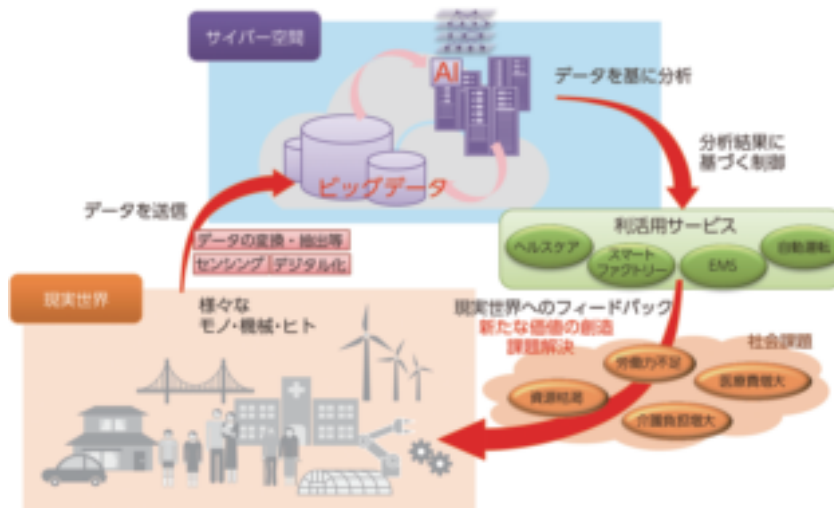 サイバー空間
AI
データを基に分析
ビッグデータ
分析結果に
基づく制御
データを送信
データの変換・抽出等
センシング
デジタル化
利活用サービス
ヘルスケア
スマート
ファクトリー
EMS
自動運転
現実世界
様々な
モノ・機械・ヒト
現実世界へのフィードバック
新たな価値の創造
課題解決
社会課題
労働力不足
医療費増大
資源枯渇
介護負担増大